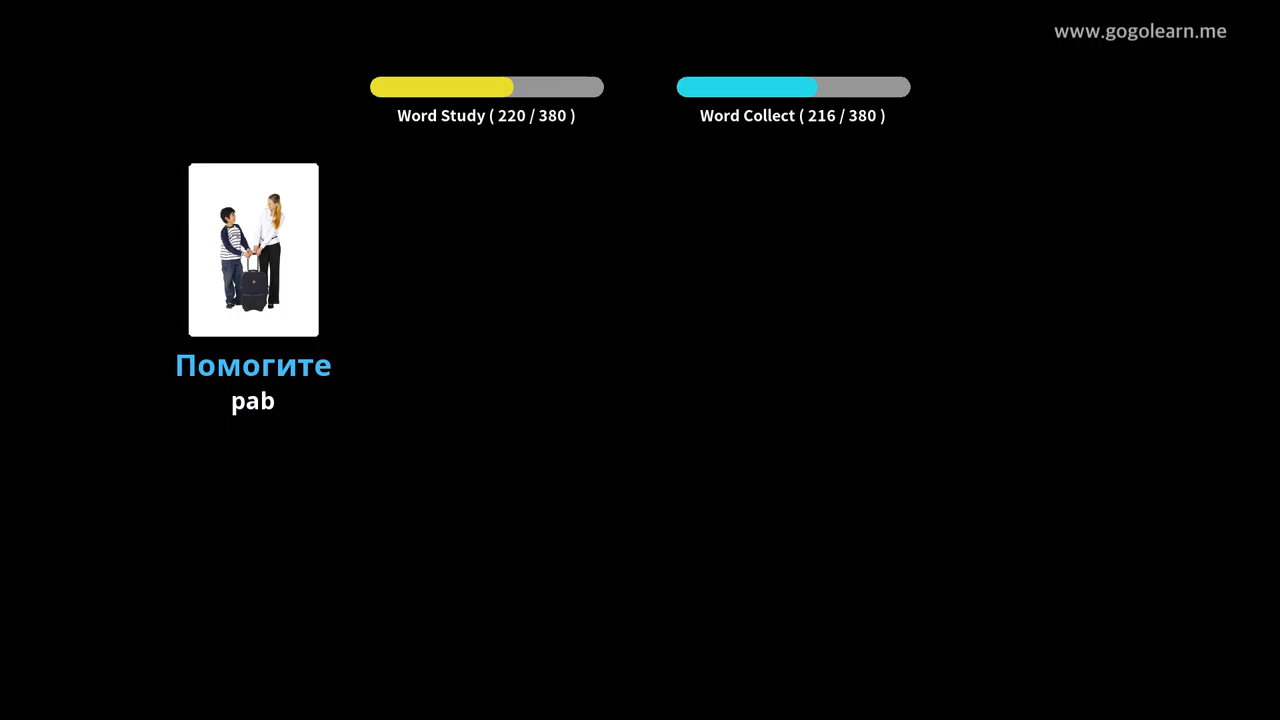 www.gogolearn.me
Word Study ( 220 / 380 )
Word Collect ( 216 / 380 )
Помогите
pab